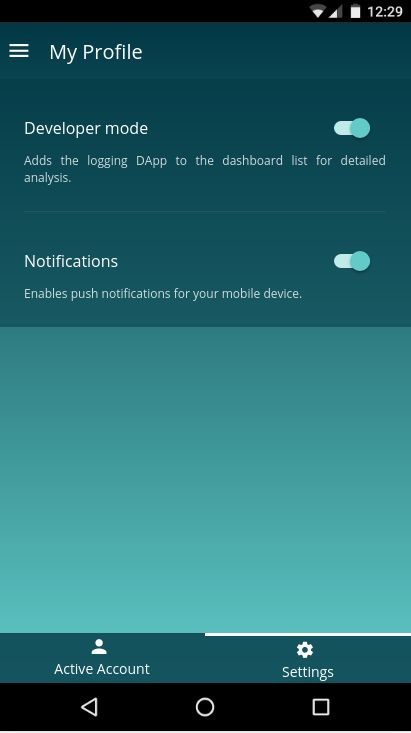 12:29
My Profile
Developer mode
Adds the logging DApp to the dashboard list for detailed
analysis.
Notifications
Enables push notifications for your mobile device.
Active Account
Settings